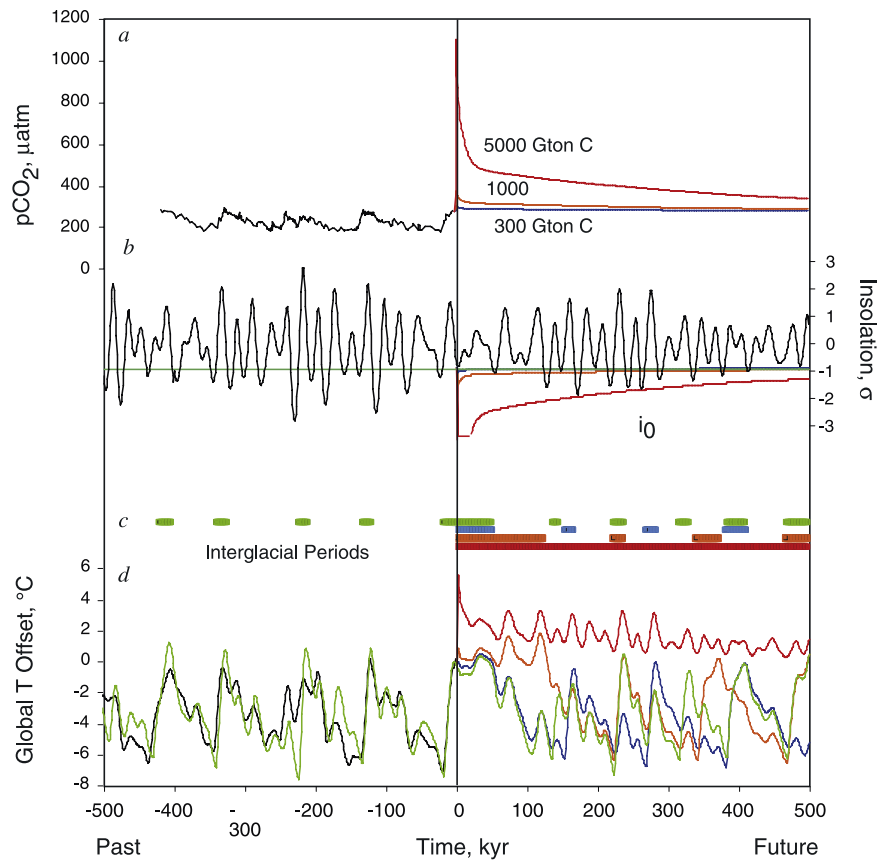 a
1200
1000
800
600
400
200
0
pCO2, µatm
5000 Gton C
1000
300 Gton C
b
3
2
1
0
-1
-2
-3
Insolation, σ
i0
c
Interglacial Periods
d
6
4
2
0
-2
-4
-6
-8
Global T Offset, °C
-500 -400 - -200 -100 0 100 200 300 400 500
300
Past Time, kyr Future